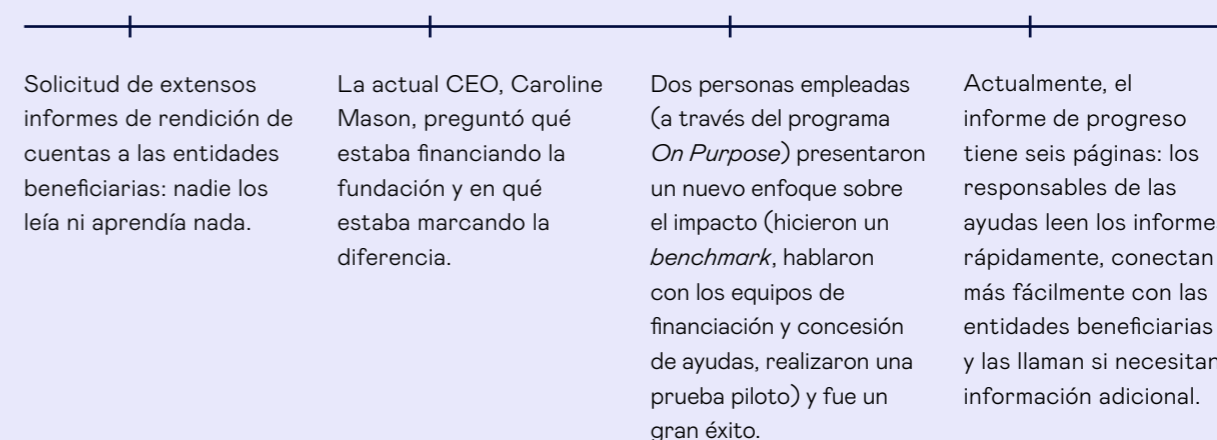 Solicitud de extensos
informes de rendición de
cuentas a las entidades
beneficiarias: nadie los
leía ni aprendía nada.
La actual CEO, Caroline
Mason, preguntó qué
estaba financiando la
fundación y en qué
estaba marcando la
diferencia.
Dos personas empleadas
(a través del programa
On Purpose) presentaron
un nuevo enfoque sobre
el impacto (hicieron un
benchmark, hablaron
con los equipos de
financiación y concesión
de ayudas, realizaron una
prueba piloto) y fue un
gran éxito.
Actualmente, el
informe de progreso
tiene seis páginas: los
responsables de las
ayudas leen los informe
rápidamente, conectan
más fácilmente con las
entidades beneficiarias
y las llaman si necesitan
información adicional.